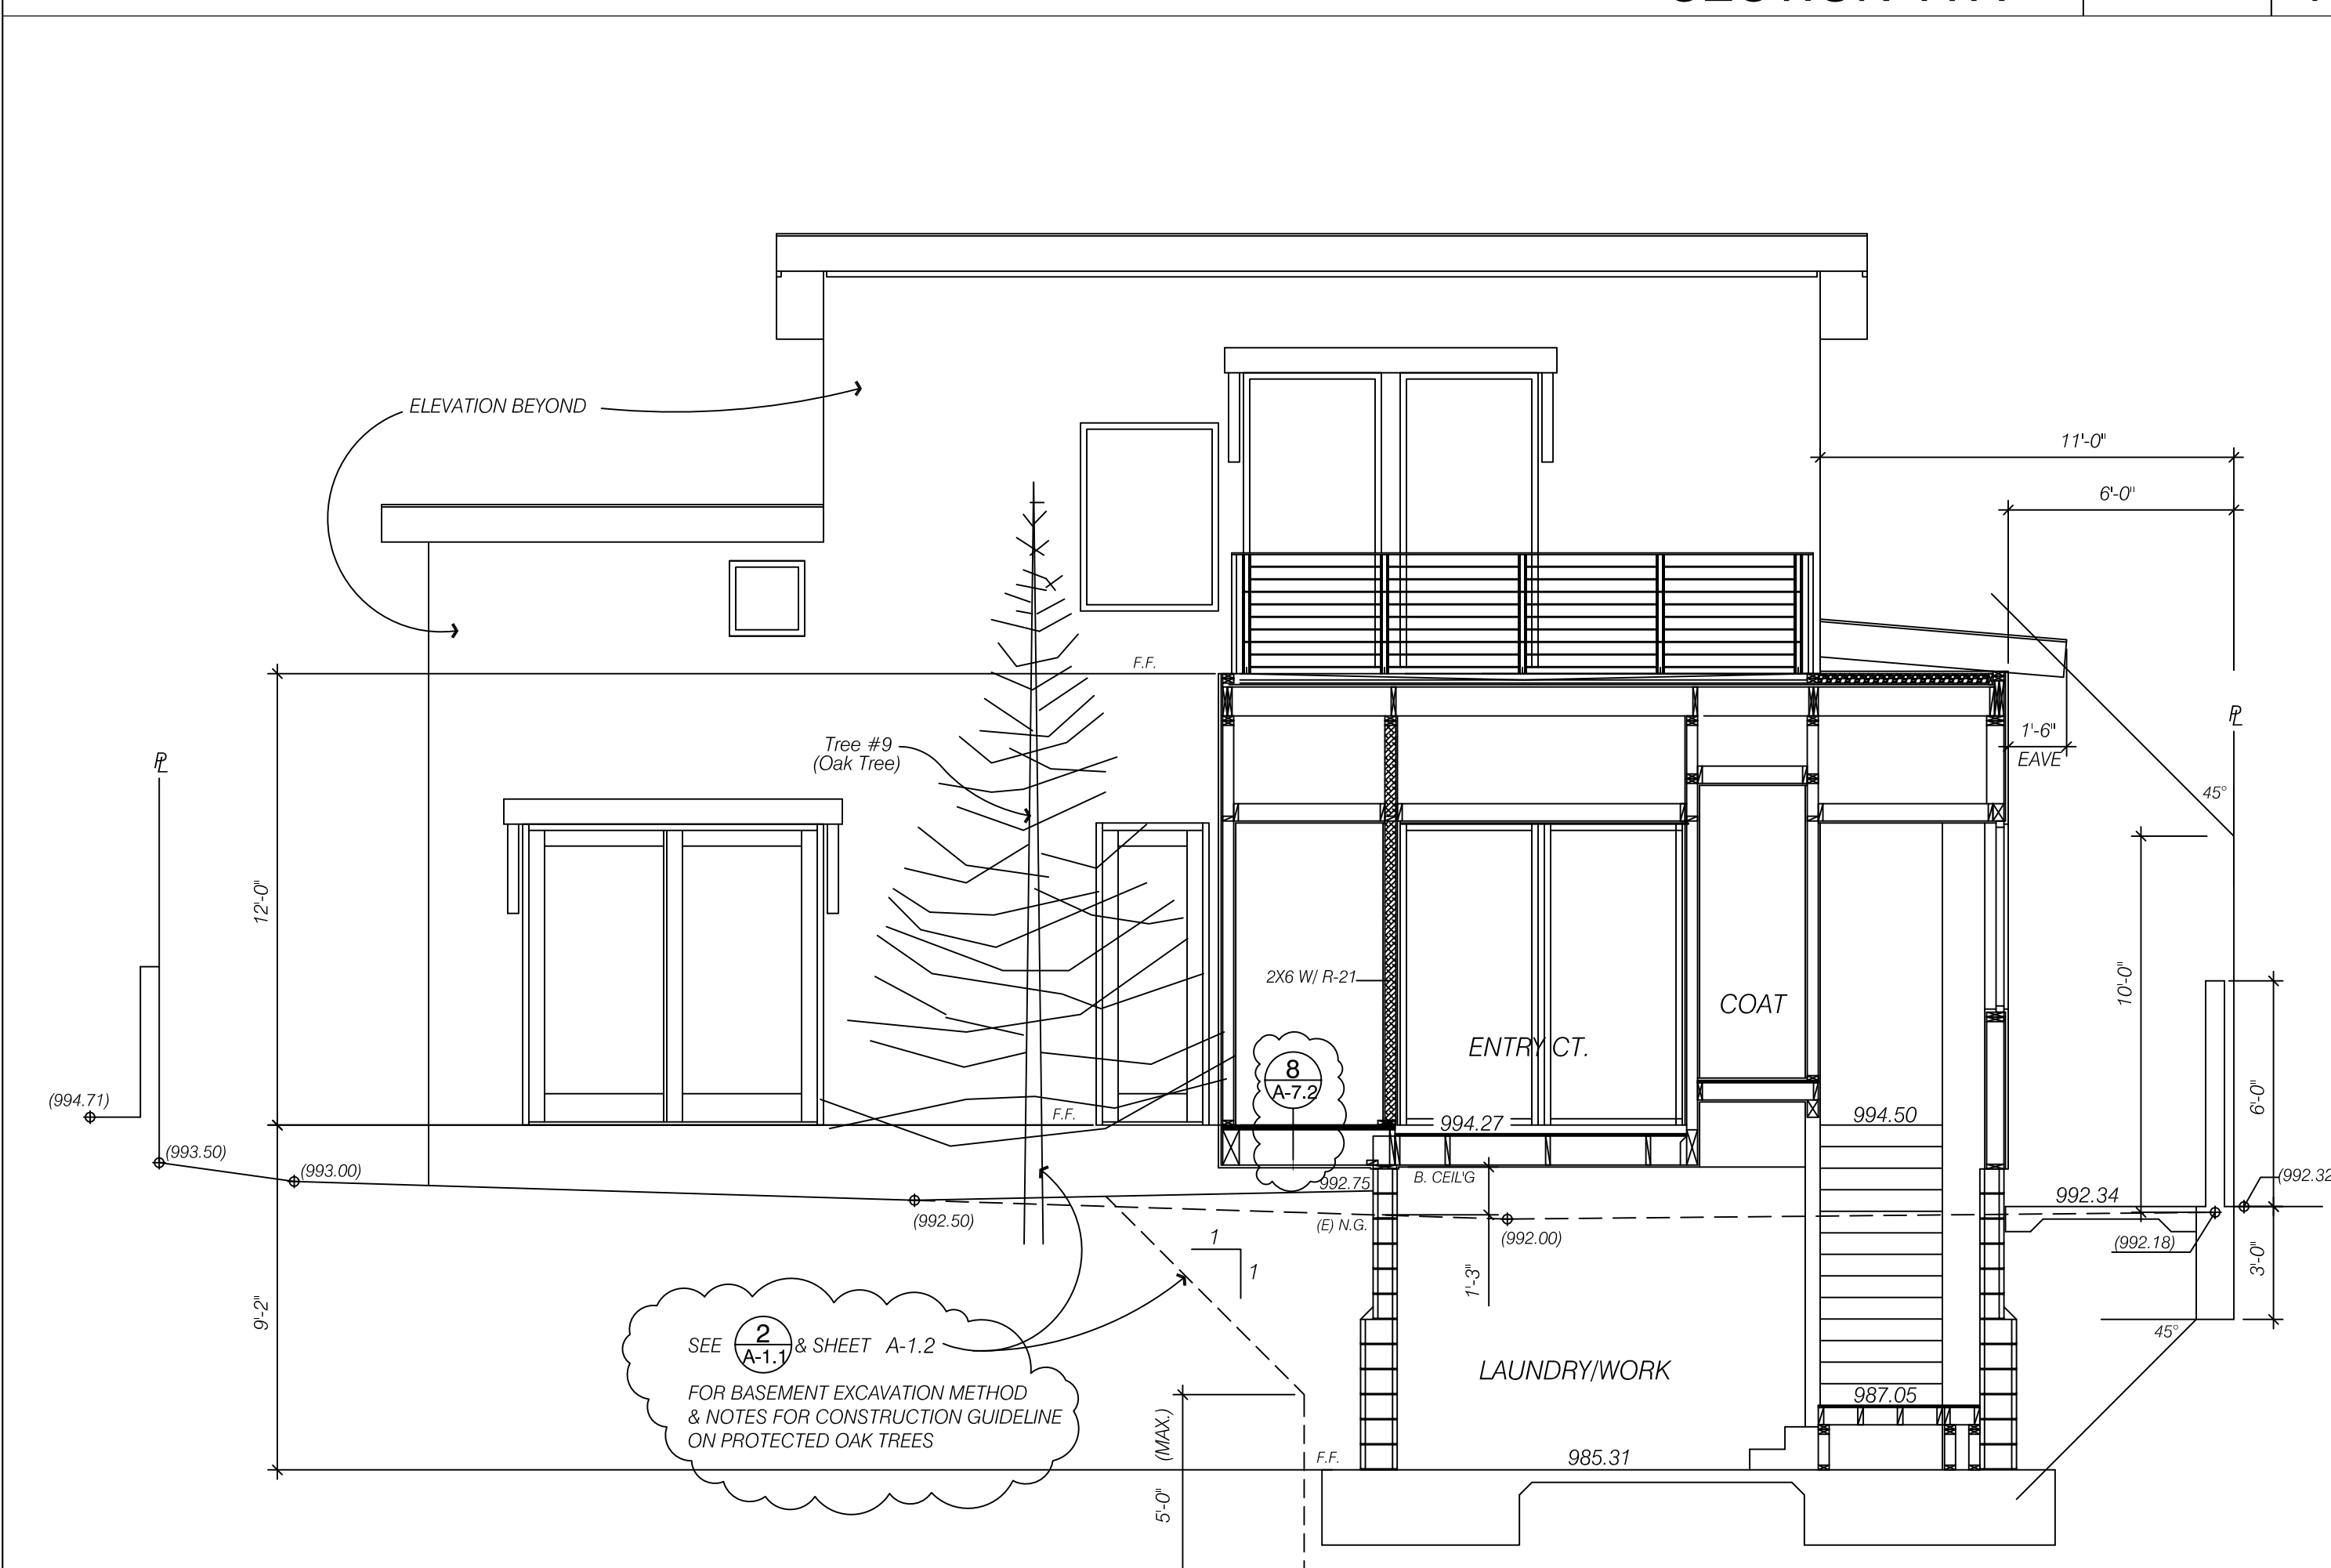 ELEVATION BEYOND
11'-0"
6'-0"
F.F.
Tree #9
(Oak Tree)
PL
PL
1'-6"
EAVE
45°
12'-0"
10'-0"
2X6 W/ R-21
COAT
ENTRY CT.
8
A-7.2
(994.71)
F.F.
994.27
994.50
6'-0"
(993.50)
(993.00)
B. CEIL'G
992.75
992.34
(992.32
(992.50)
(E) N.G.
(992.00)
(992.18)
1
1
1'-3"
3'-0"
9'-2"
45°
SEE 2 & SHEET A-1.2
A-1.1
FOR BASEMENT EXCAVATION METHOD
& NOTES FOR CONSTRUCTION GUIDELINE
ON PROTECTED OAK TREES
LAUNDRY/WORK
987.05
5'-0" (MAX.)
F.F.
985.31